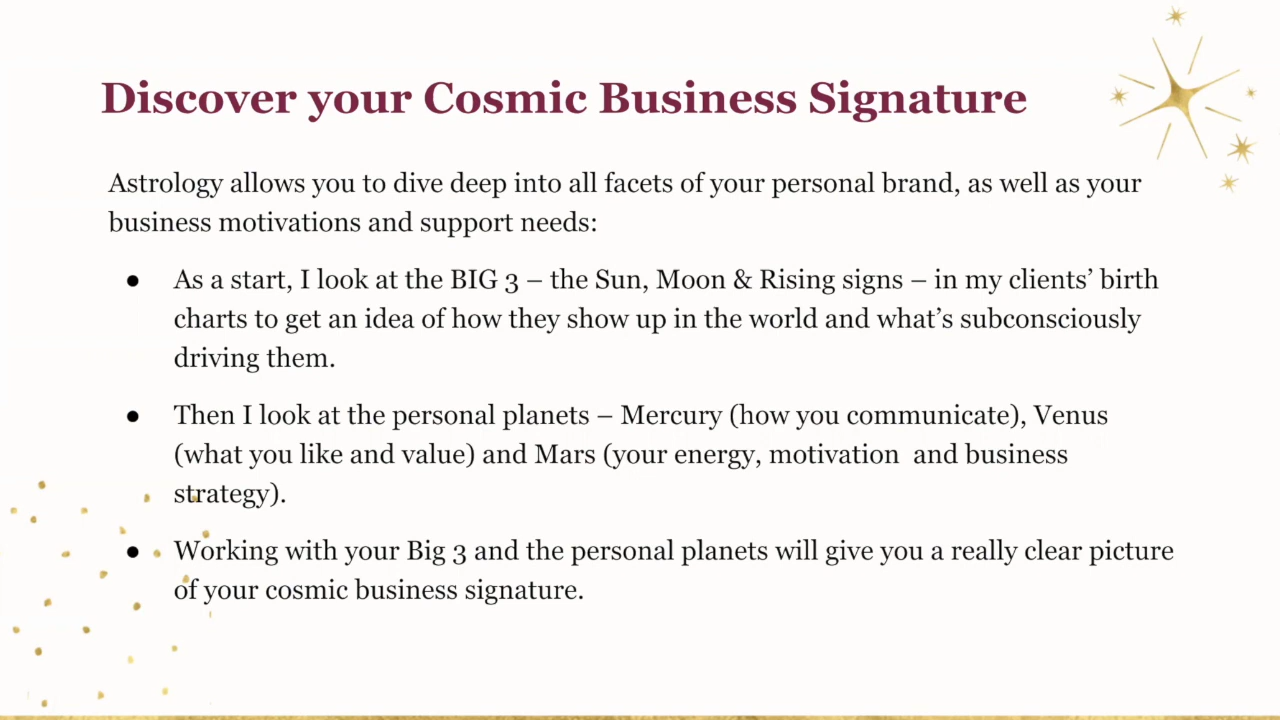 Discover your Cosmic Business Signature
Astrology allows you to dive deep into all facets of your personal brand, as well as your
business motivations and support needs:
● As a start, I look at the BIG 3 – the Sun, Moon & Rising signs – in my clients’ birth
charts to get an idea of how they show up in the world and what’s subconsciously
driving them.
● Then I look at the personal planets – Mercury (how you communicate), Venus
(what you like and value) and Mars (your energy, motivation  and business
strategy).
● Working with your Big 3 and the personal planets will give you a really clear picture
of your cosmic business signature.